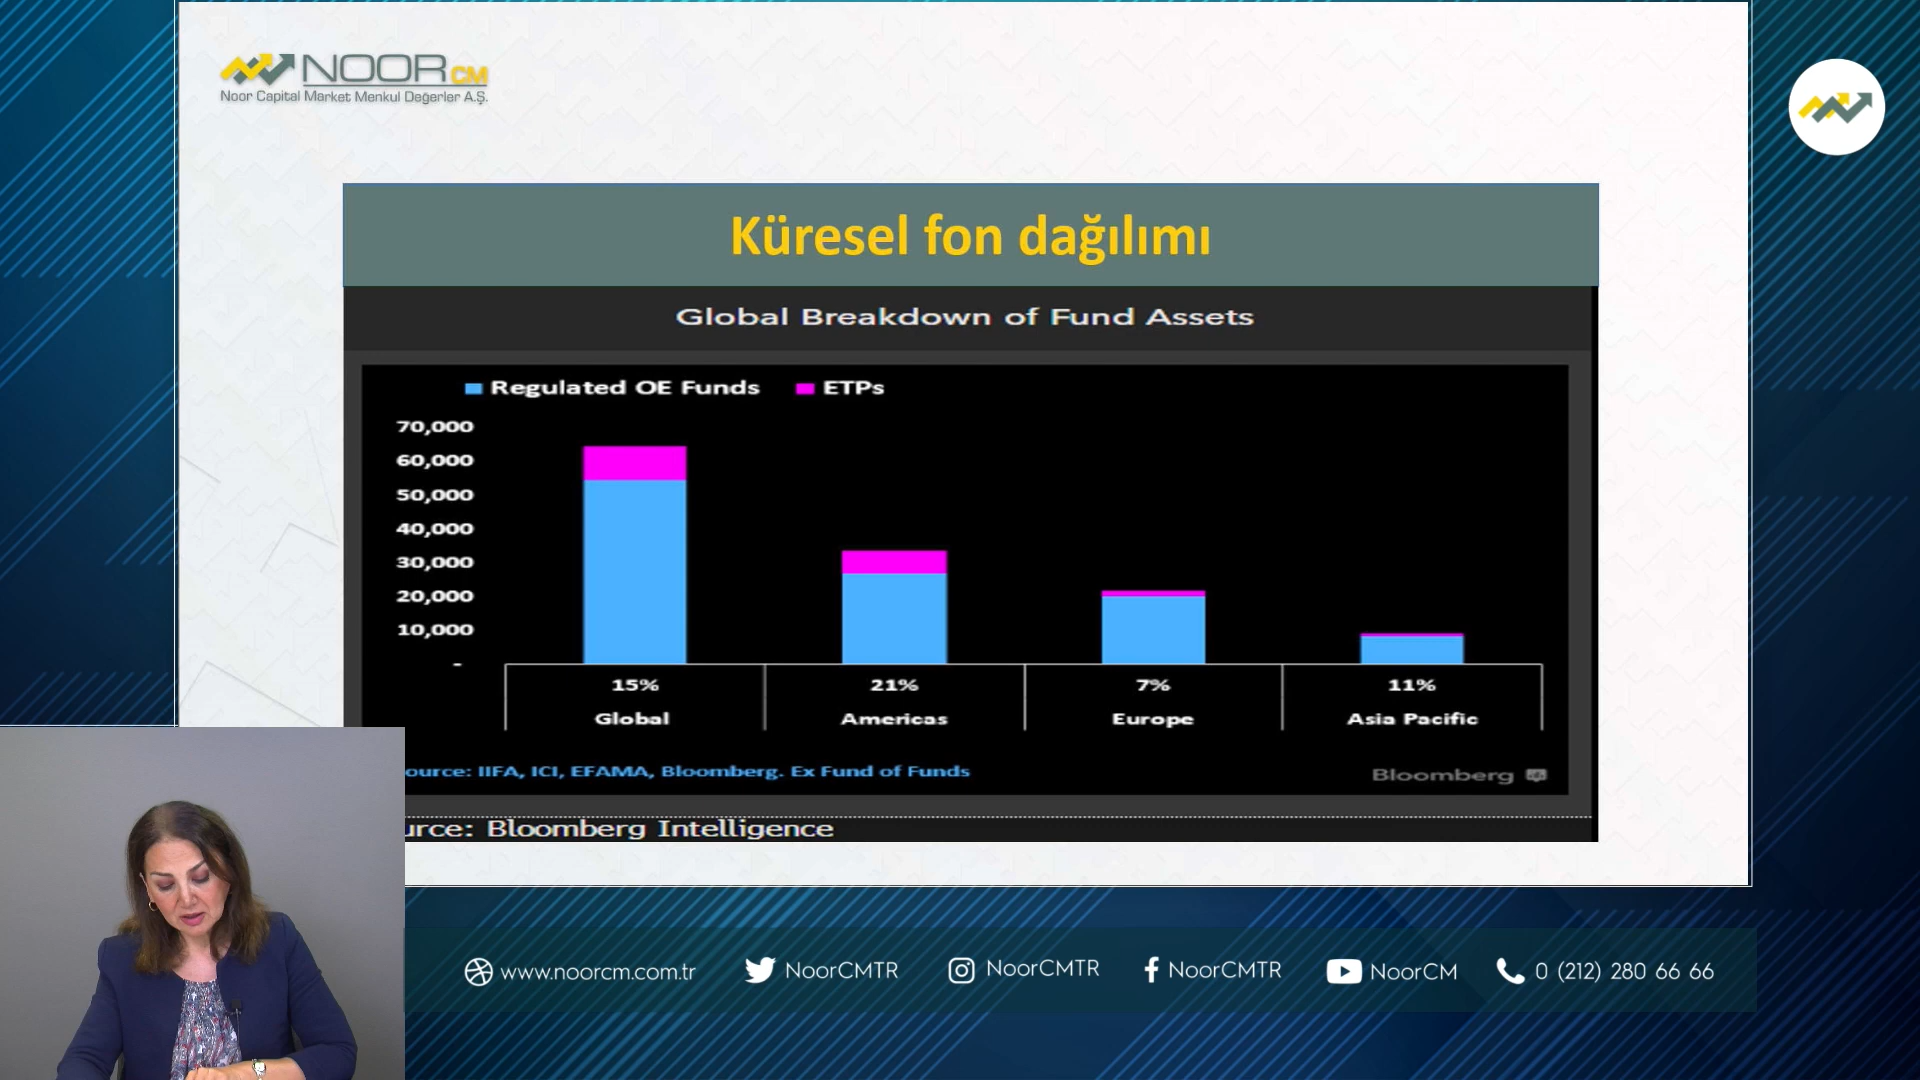 NOOR CM
Noor Capital Market Menkul Değerler A.Ş.
Küresel fon dağılımı
Global Breakdown of Fund Assets
Regulated OE Funds ETPs
70,000
60,000
50,000
40,000
30,000
20,000
10,000
-
15% 21% 7% 11%
Global Americas Europe Asia Pacific
ource: IIFA, ICI, EFAMA, Bloomberg. Ex Fund of Funds
Bloomberg
urce: Bloomberg Intelligence
www.noorcm.com.tr NoorCMTR NoorCMTR NoorCMTR NoorCM 0 (212) 280 66 66